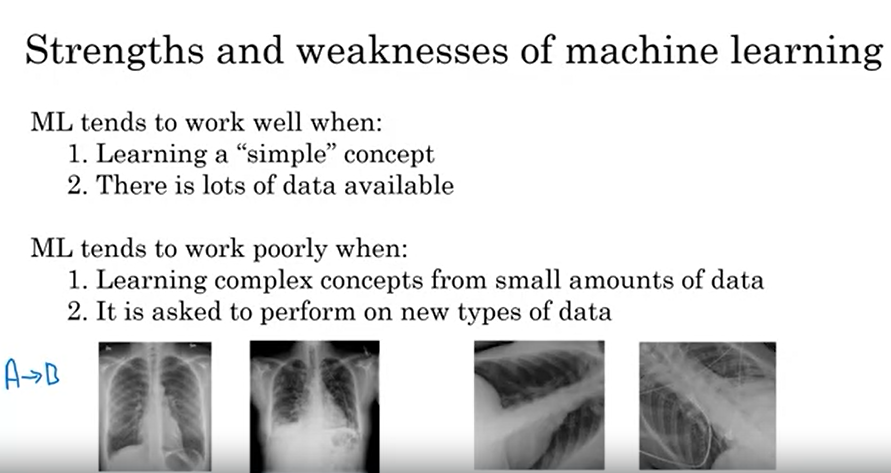 Strengths and weaknesses of machine learning
ML tends to work well when:
1. Learning a “simple” concept
2. There is lots of data available
ML tends to work poorly when:
1. Learning complex concepts from small amounts of data
2. It is asked to perform on new types of data
A→B